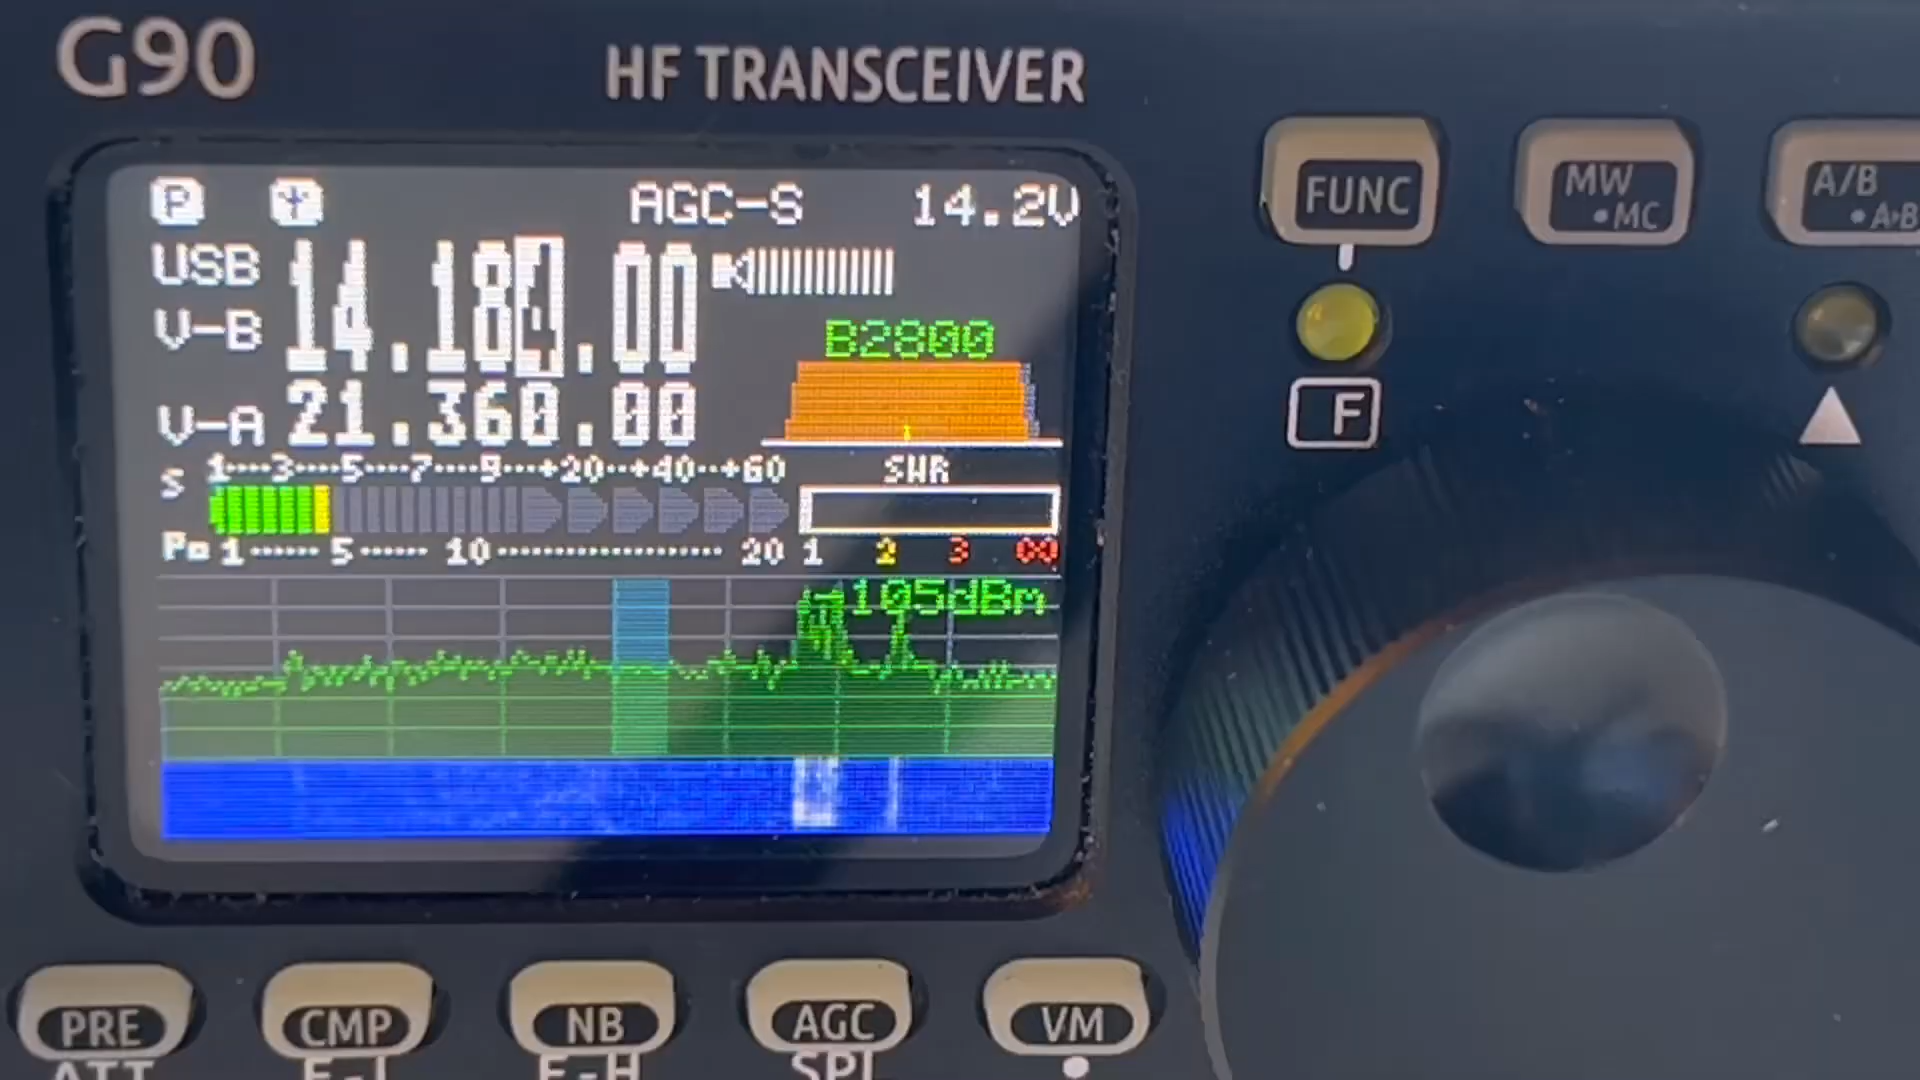 G90
HF TRANSCEIVER
P AGC-S 14.2V
USB
V-B 14.184.00
B2800
V-A 21.360.00
S 1 3 5 7 9 +20 +40 +60 SWR
Po 1 5 10 20 1 2 3 ∞
-105dBm
FUNC
MW
•MC
A/B
•A▸B
F
PRE CMP NB AGC VM
ATT F-L F-H SPL